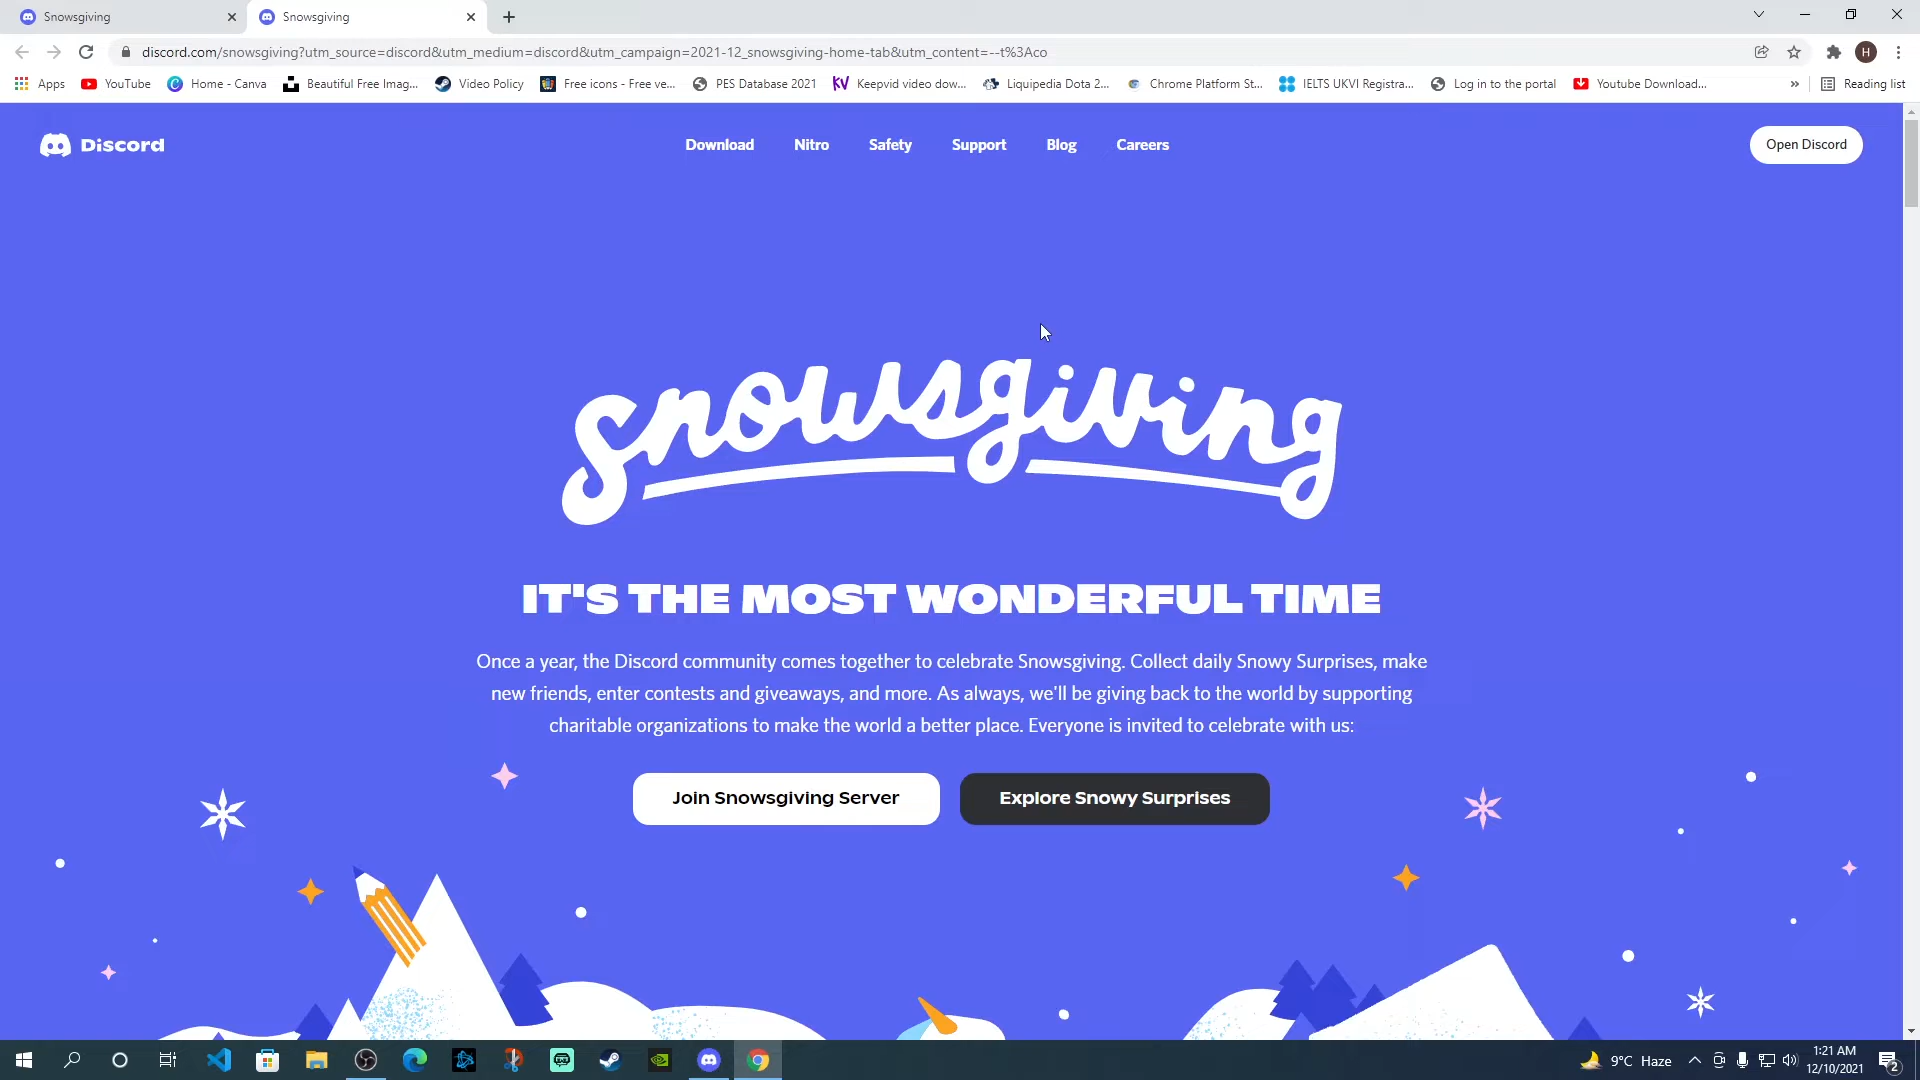 Snowsgiving
Snowsgiving
discord.com/snowsgiving?utm_source=discord&utm_medium=discord&utm_campaign=2021-12_snowsgiving-home-tab&utm_content=--t%3Aco
H
Apps
YouTube
Home - Canva
Beautiful Free Imag...
Video Policy
Free icons - Free ve...
PES Database 2021
Keepvid video dow...
Liquipedia Dota 2...
Chrome Platform St...
IELTS UKVI Registra...
Log in to the portal
Youtube Download...
Reading list
Discord
Download
Nitro
Safety
Support
Blog
Careers
Open Discord
Snowsgiving
IT'S THE MOST WONDERFUL TIME
Once a year, the Discord community comes together to celebrate Snowsgiving. Collect daily Snowy Surprises, make
new friends, enter contests and giveaways, and more. As always, we'll be giving back to the world by supporting
charitable organizations to make the world a better place. Everyone is invited to celebrate with us:
Join Snowsgiving Server
Explore Snowy Surprises
9°C Haze
1:21 AM
12/10/2021
2